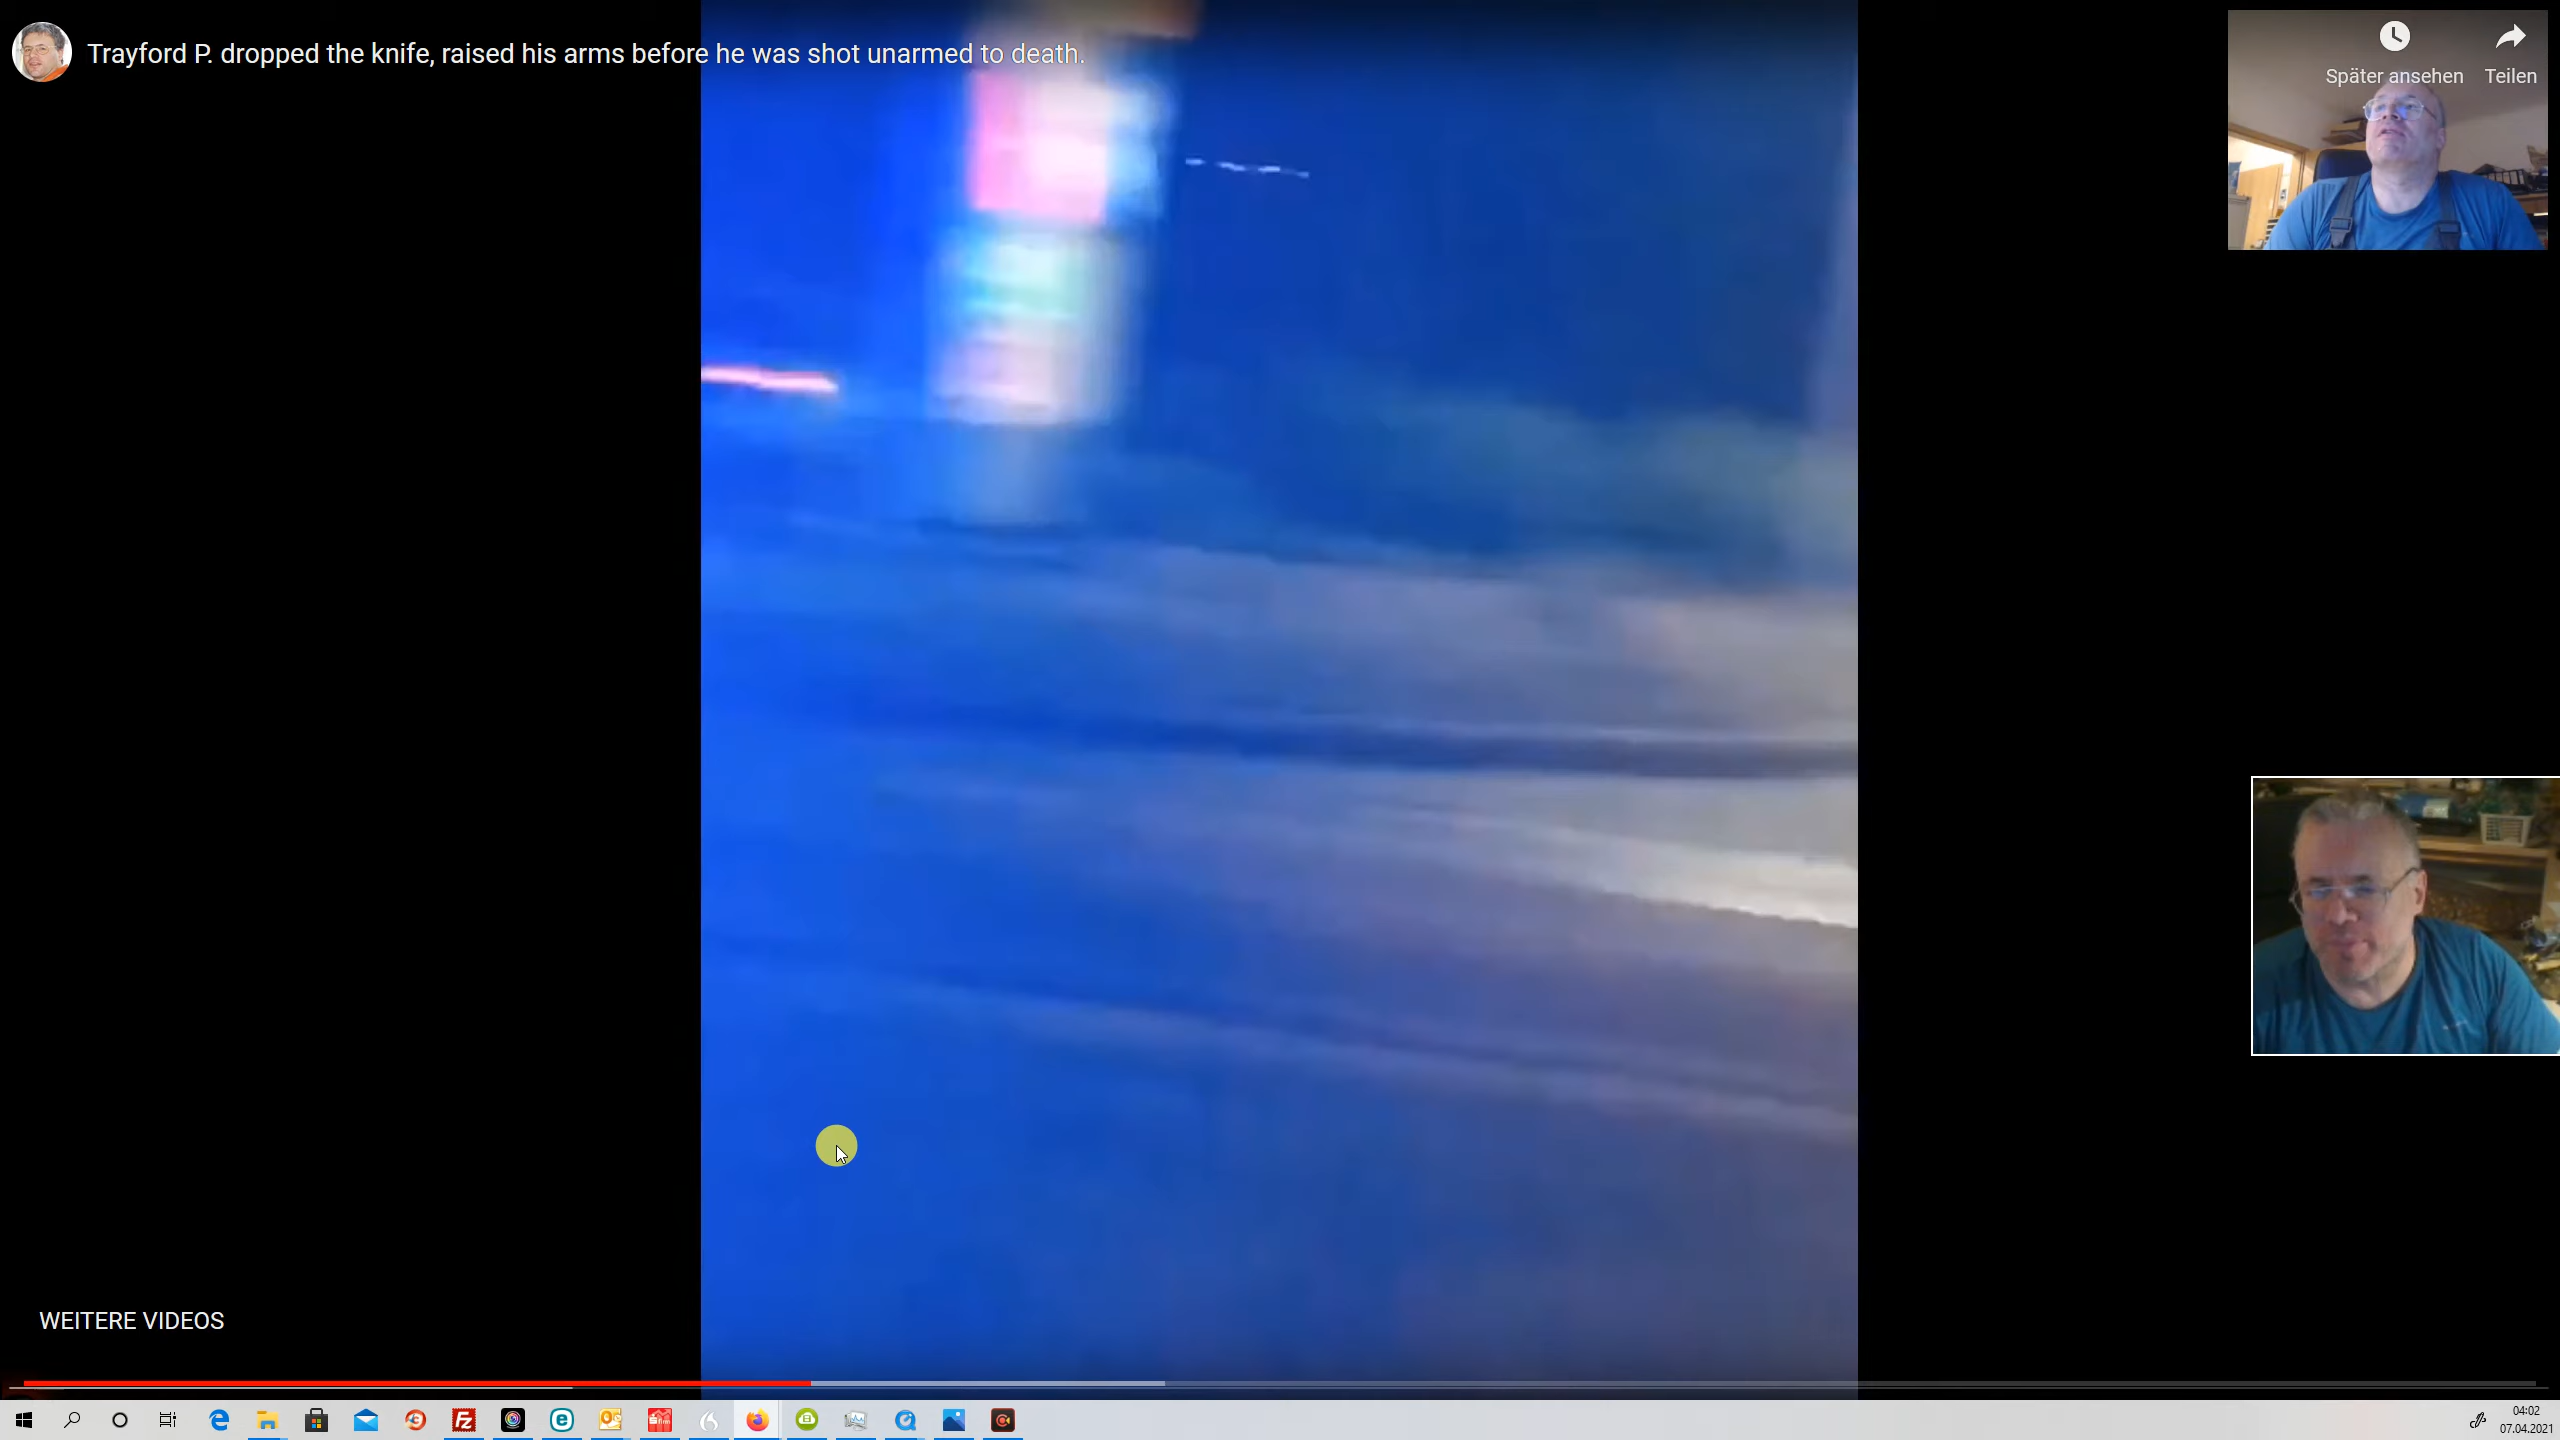 Trayford P. dropped the knife, raised his arms before he was shot unarmed to death.
Später ansehen Teilen
WEITERE VIDEOS
04:02
07.04.2021